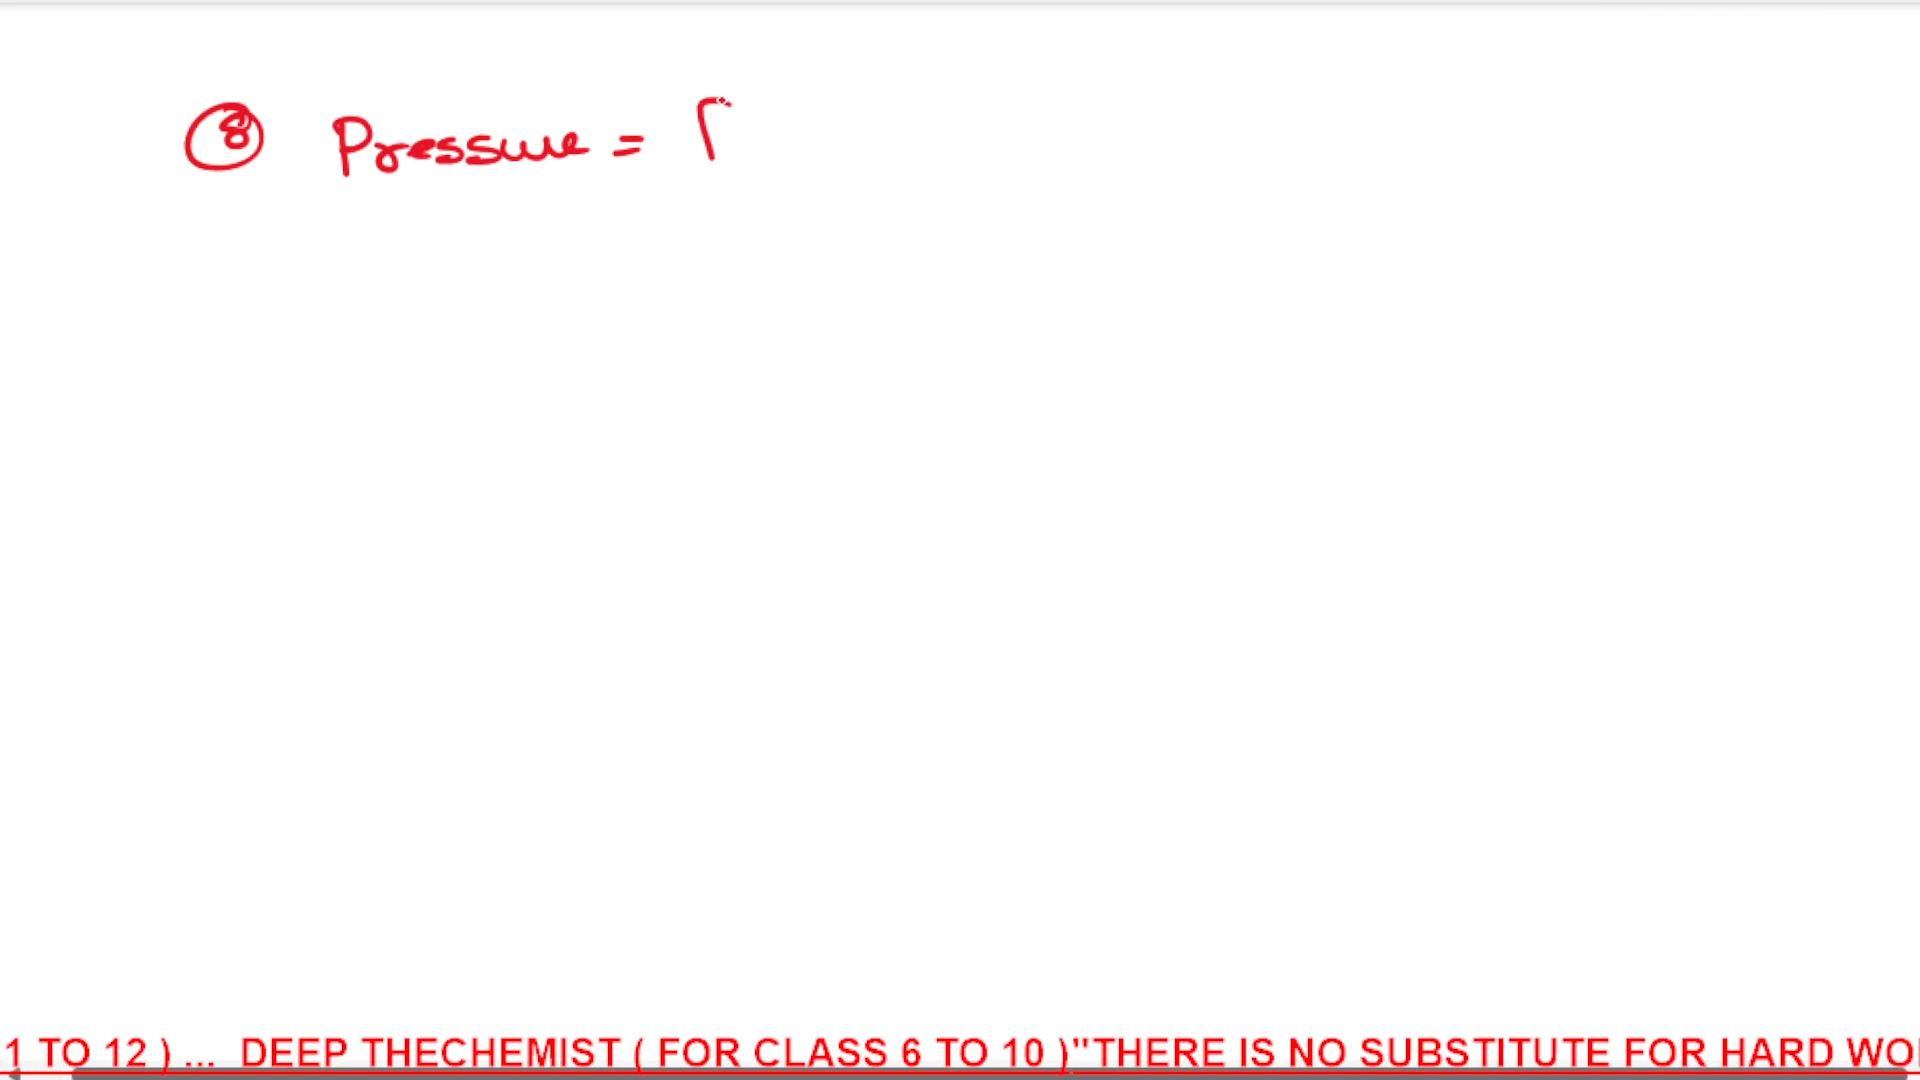 ⑧ Pressure =
1 TO 12 ) ... DEEP THECHEMIST ( FOR CLASS 6 TO 10 )"THERE IS NO SUBSTITUTE FOR HARD WO